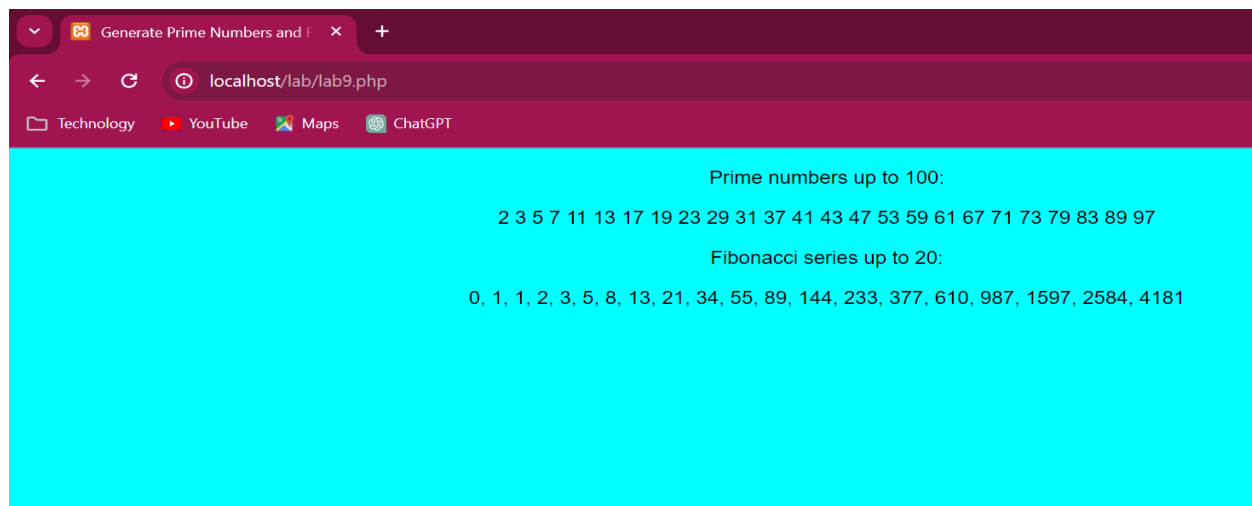 Generate Prime Numbers and F
localhost/lab/lab9.php
Technology YouTube Maps ChatGPT
Prime numbers up to 100:
2 3 5 7 11 13 17 19 23 29 31 37 41 43 47 53 59 61 67 71 73 79 83 89 97
Fibonacci series up to 20:
0, 1, 1, 2, 3, 5, 8, 13, 21, 34, 55, 89, 144, 233, 377, 610, 987, 1597, 2584, 4181